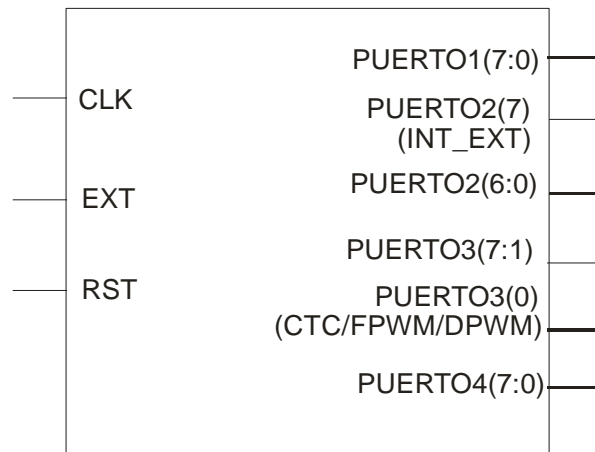 PUERTO1(7:0)
CLK
PUERTO2(7)
(INT_EXT)
EXT
PUERTO2(6:0)
PUERTO3(7:1)
RST
PUERTO3(0)
(CTC/FPWM/DPWM)
PUERTO4(7:0)